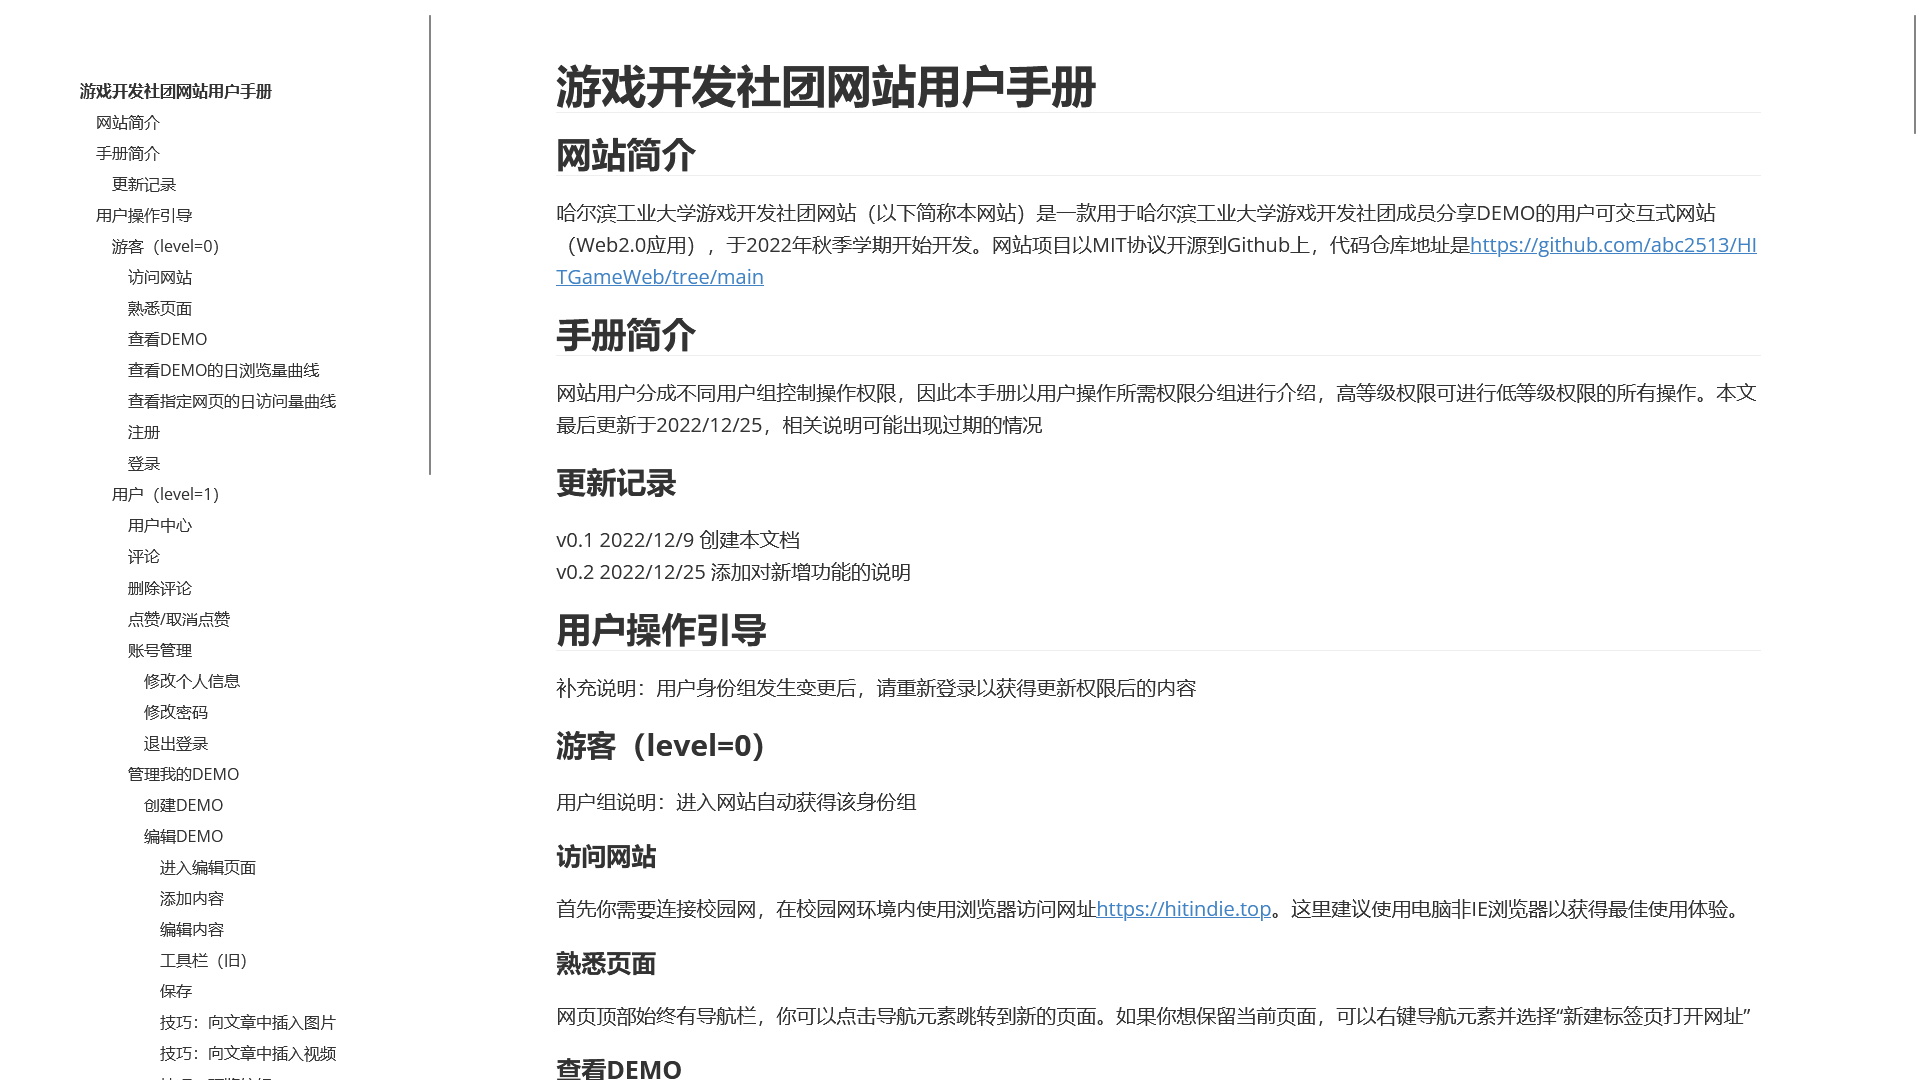 游戏开发社团网站用户手册
网站简介
手册简介
更新记录
用户操作引导
游客（level=0）
访问网站
熟悉页面
查看DEMO
查看DEMO的日浏览量曲线
查看指定网页的日访问量曲线
注册
登录
用户（level=1）
用户中心
评论
删除评论
点赞/取消点赞
账号管理
修改个人信息
修改密码
退出登录
管理我的DEMO
创建DEMO
编辑DEMO
进入编辑页面
添加内容
编辑内容
工具栏（旧）
保存
技巧：向文章中插入图片
技巧：向文章中插入视频
游戏开发社团网站用户手册
网站简介
哈尔滨工业大学游戏开发社团网站（以下简称本网站）是一款用于哈尔滨工业大学游戏开发社团成员分享DEMO的用户可交互式网站
（Web2.0应用），于2022年秋季学期开始开发。网站项目以MIT协议开源到Github上，代码仓库地址是https://github.com/abc2513/HI
TGameWeb/tree/main
手册简介
网站用户分成不同用户组控制操作权限，因此本手册以用户操作所需权限分组进行介绍，高等级权限可进行低等级权限的所有操作。本文
最后更新于2022/12/25，相关说明可能出现过期的情况
更新记录
v0.1 2022/12/9 创建本文档
v0.2 2022/12/25 添加对新增功能的说明
用户操作引导
补充说明：用户身份组发生变更后，请重新登录以获得更新权限后的内容
游客（level=0）
用户组说明：进入网站自动获得该身份组
访问网站
首先你需要连接校园网，在校园网环境内使用浏览器访问网址https://hitindie.top。这里建议使用电脑非IE浏览器以获得最佳使用体验。
熟悉页面
网页顶部始终有导航栏，你可以点击导航元素跳转到新的页面。如果你想保留当前页面，可以右键导航元素并选择“新建标签页打开网址”
查看DEMO